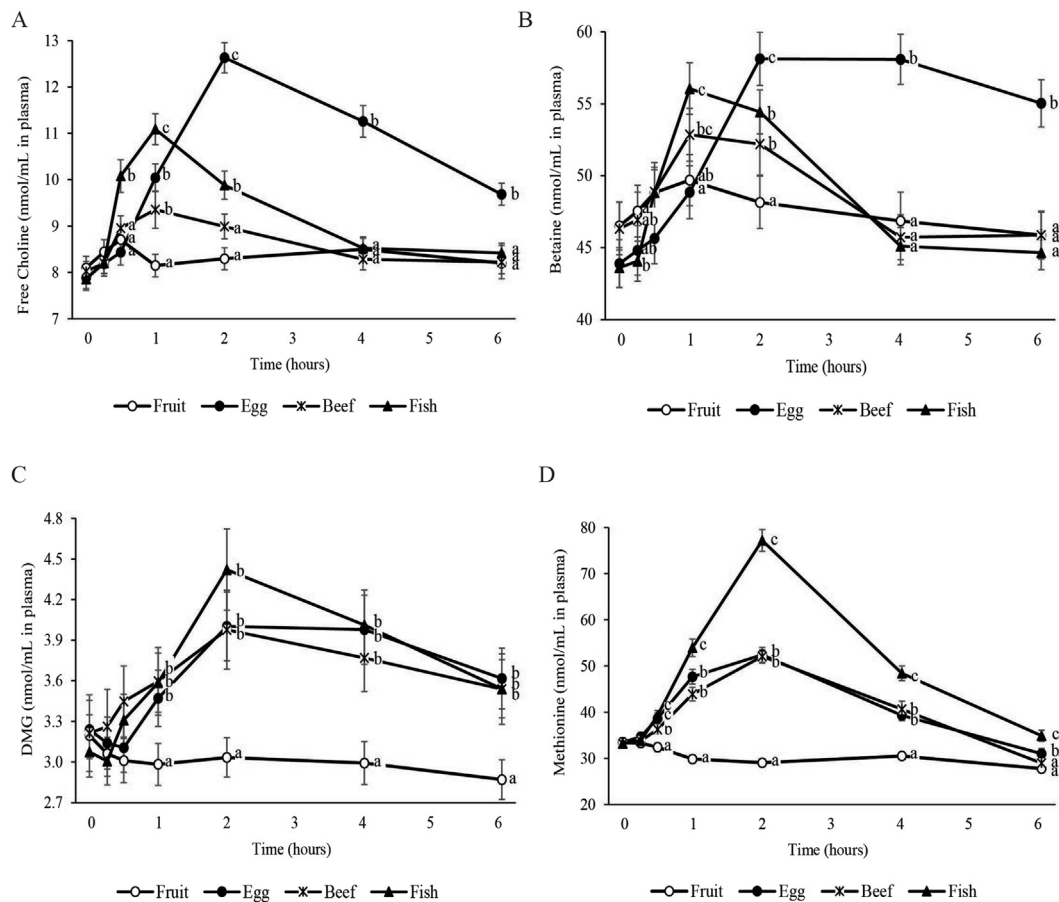 A
Free Choline (nmol/mL in plasma)
13
12
11
10
9
8
7
0 1 2 3 4 5 6
c
c
b
b
b
b
b
b
a
a
a
a
a
a
a
a
a
a
a
Time (hours)
Fruit Egg Beef Fish
B
Betaine (nmol/mL in plasma)
60
55
50
45
40
0 1 2 3 4 5 6
c
c
b
b
b
bc
b
ab
a
a
a
ab
ab
b
a
a
a
a
a
a
Time (hours)
Fruit Egg Beef Fish
C
DMG (nmol/mL in plasma)
4.8
4.5
4.2
3.9
3.6
3.3
3.0
2.7
0 1 2 3 4 5 6
b
b
b
b
b
b
b
b
b
b
b
b
a
a
a
a
Time (hours)
Fruit Egg Beef Fish
D
Methionine (nmol/mL in plasma)
80
70
60
50
40
30
20
0 1 2 3 4 5 6
c
c
c
c
b
b
b
b
c
c
b
a
b
b
c
b
a
a
a
a
a
a
Time (hours)
Fruit Egg Beef Fish